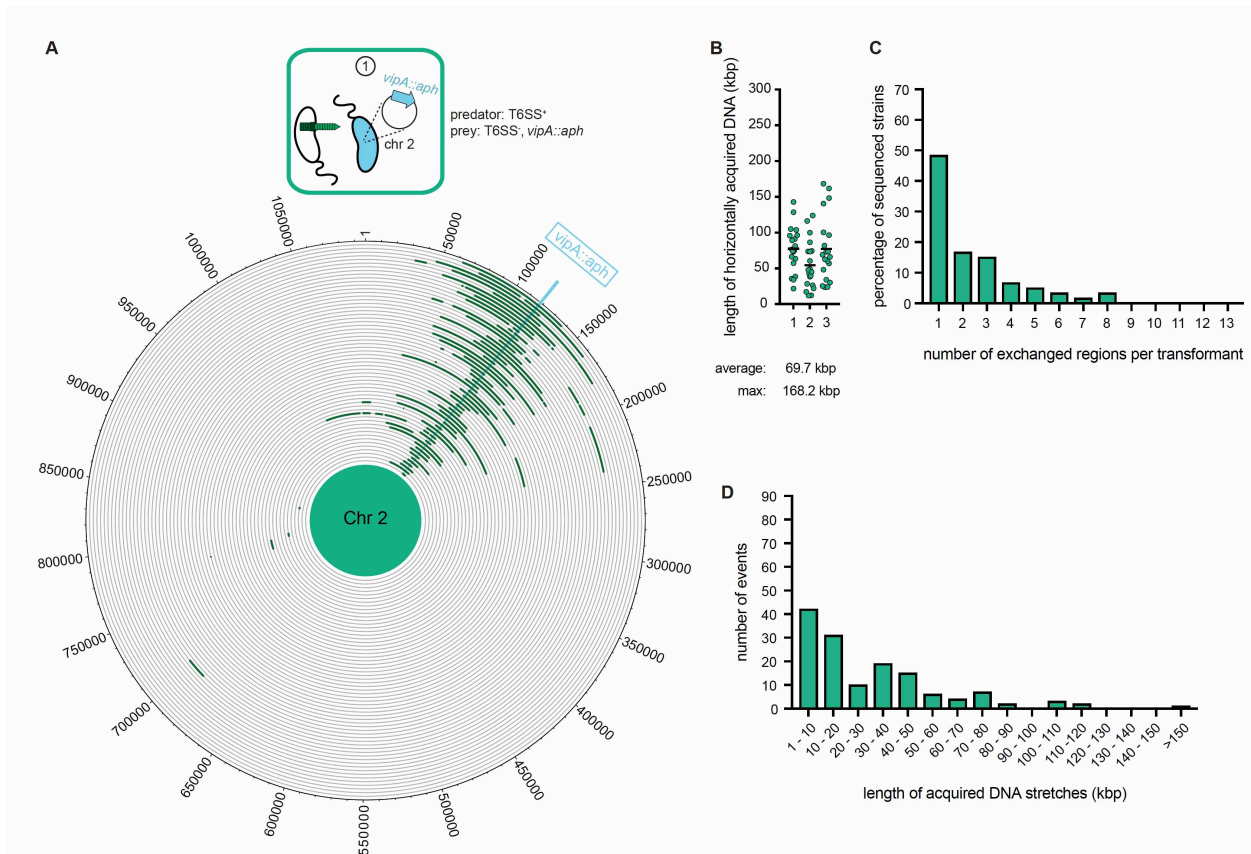 A
1
vipA::aph
chr 2
predator: T6SS⁺
prey: T6SS⁻, vipA::aph
1
50000
100000
150000
200000
250000
300000
350000
400000
450000
500000
550000
600000
650000
700000
750000
800000
850000
900000
950000
1000000
1050000
vipA::aph
Chr 2
B
length of horizontally acquired DNA (kbp)
300
250
200
150
100
50
0
1 2 3
average: 69.7 kbp
max: 168.2 kbp
C
percentage of sequenced strains
70
60
50
40
30
20
10
0
1 2 3 4 5 6 7 8 9 10 11 12 13
number of exchanged regions per transformant
D
number of events
90
80
70
60
50
40
30
20
10
0
1 - 10
10 - 20
20 - 30
30 - 40
40 - 50
50 - 60
60 - 70
70 - 80
80 - 90
90 - 100
100 - 110
110 -120
120 - 130
130 - 140
140 - 150
>150
length of acquired DNA stretches (kbp)